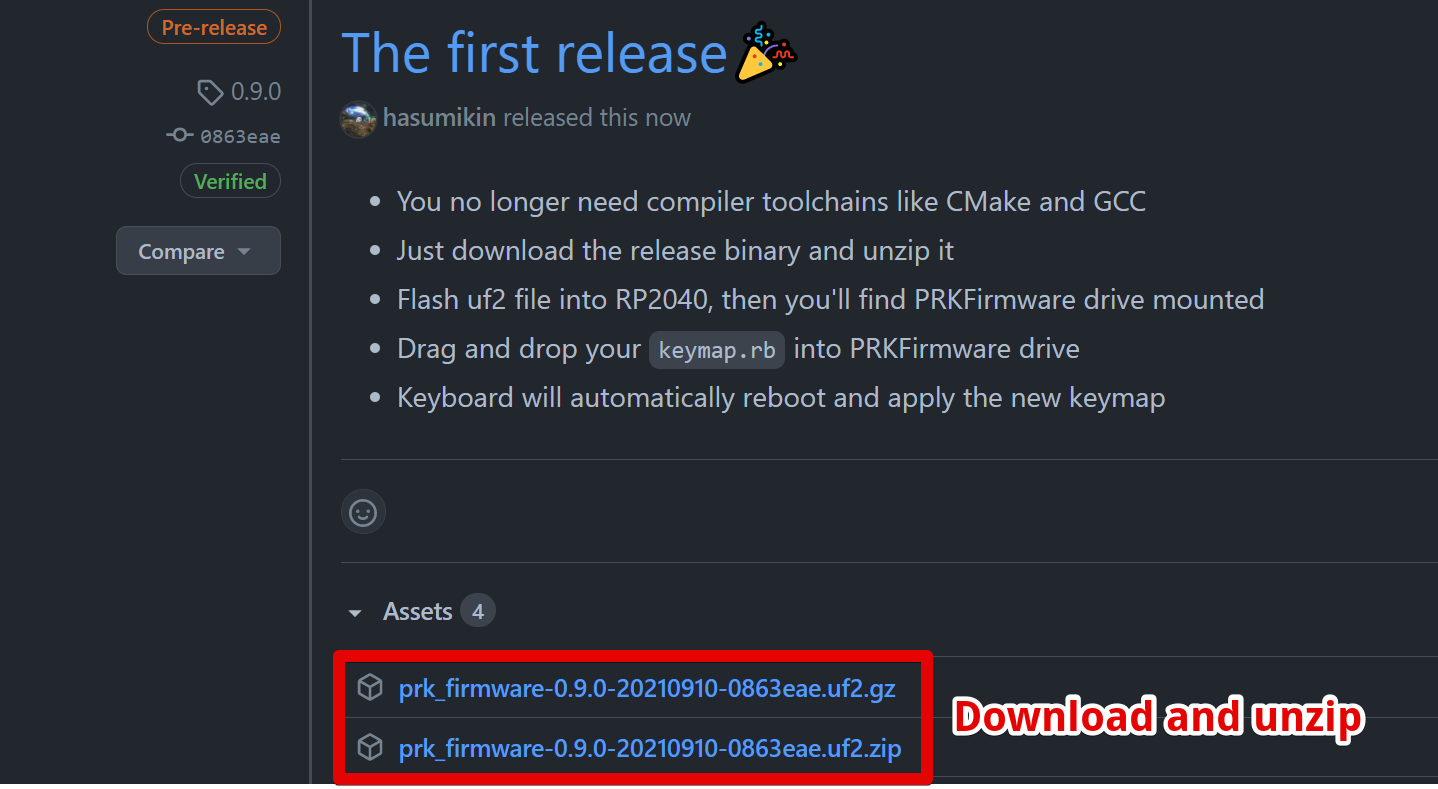 Pre-release
0.9.0
0863eae
Verified
Compare
The first release
hasumikin released this now
You no longer need compiler toolchains like CMake and GCC
Just download the release binary and unzip it
Flash uf2 file into RP2040, then you'll find PRKFirmware drive mounted
Drag and drop your keymap.rb into PRKFirmware drive
Keyboard will automatically reboot and apply the new keymap
Assets 4
prk_firmware-0.9.0-20210910-0863eae.uf2.gz
prk_firmware-0.9.0-20210910-0863eae.uf2.zip
Download and unzip